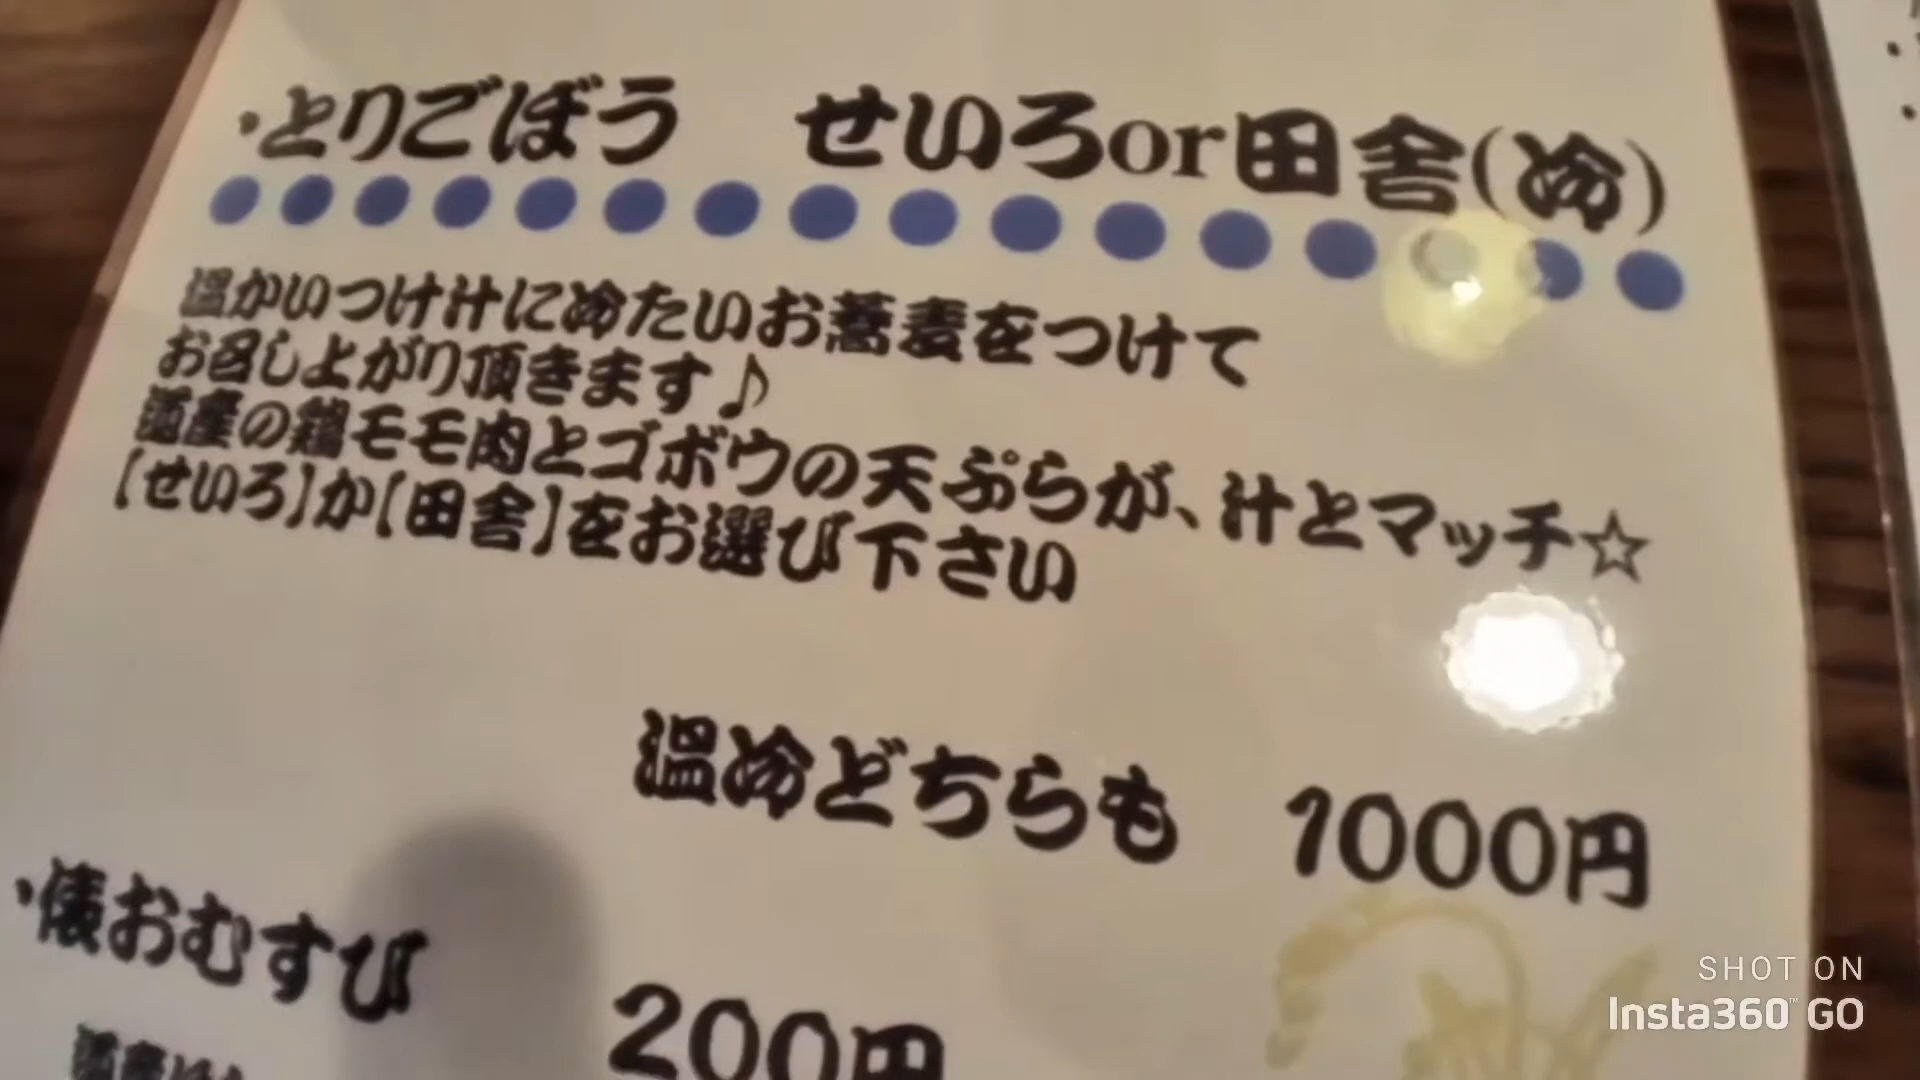 ・とりごぼう　せいろor田舎(冷)
温かいつけ汁に冷たいお蕎麦をつけて
お召し上がり頂きます♪
道産の鶏モモ肉とゴボウの天ぷらが、汁とマッチ☆
【せいろ】か【田舎】をお選び下さい
温冷どちらも　1000円
・俵おむすび　200円
道産
SHOT ON
Insta360™ GO